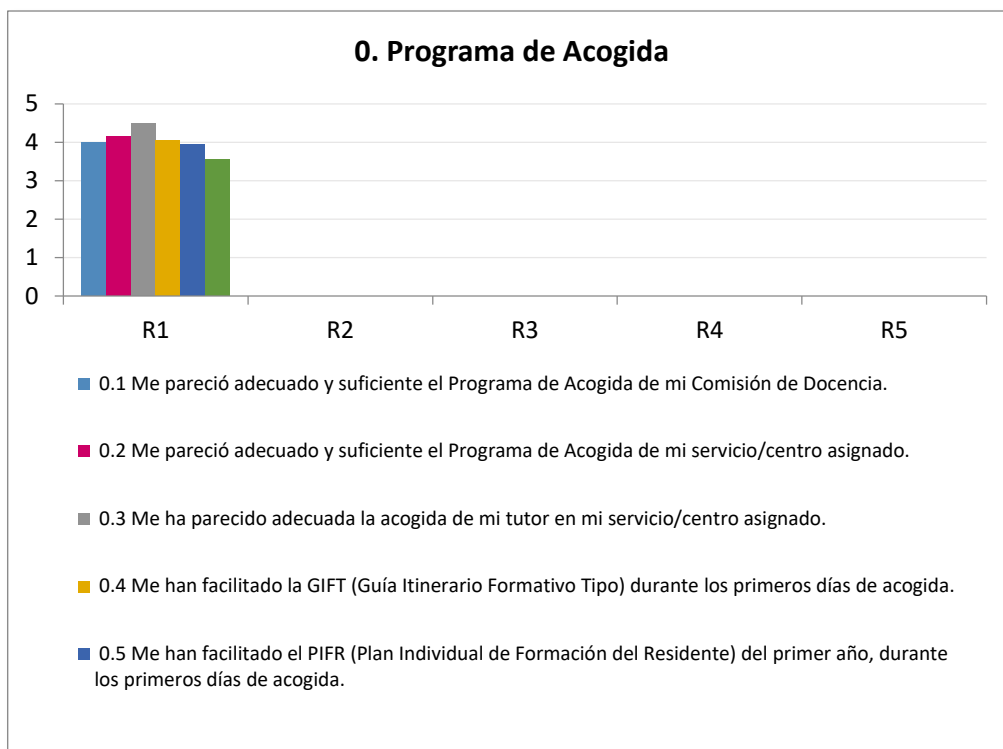 0. Programa de Acogida
5
4
3
2
1
0
R1 R2 R3 R4 R5
0.1 Me pareció adecuado y suficiente el Programa de Acogida de mi Comisión de Docencia.
0.2 Me pareció adecuado y suficiente el Programa de Acogida de mi servicio/centro asignado.
0.3 Me ha parecido adecuada la acogida de mi tutor en mi servicio/centro asignado.
0.4 Me han facilitado la GIFT (Guía Itinerario Formativo Tipo) durante los primeros días de acogida.
0.5 Me han facilitado el PIFR (Plan Individual de Formación del Residente) del primer año, durante
los primeros días de acogida.